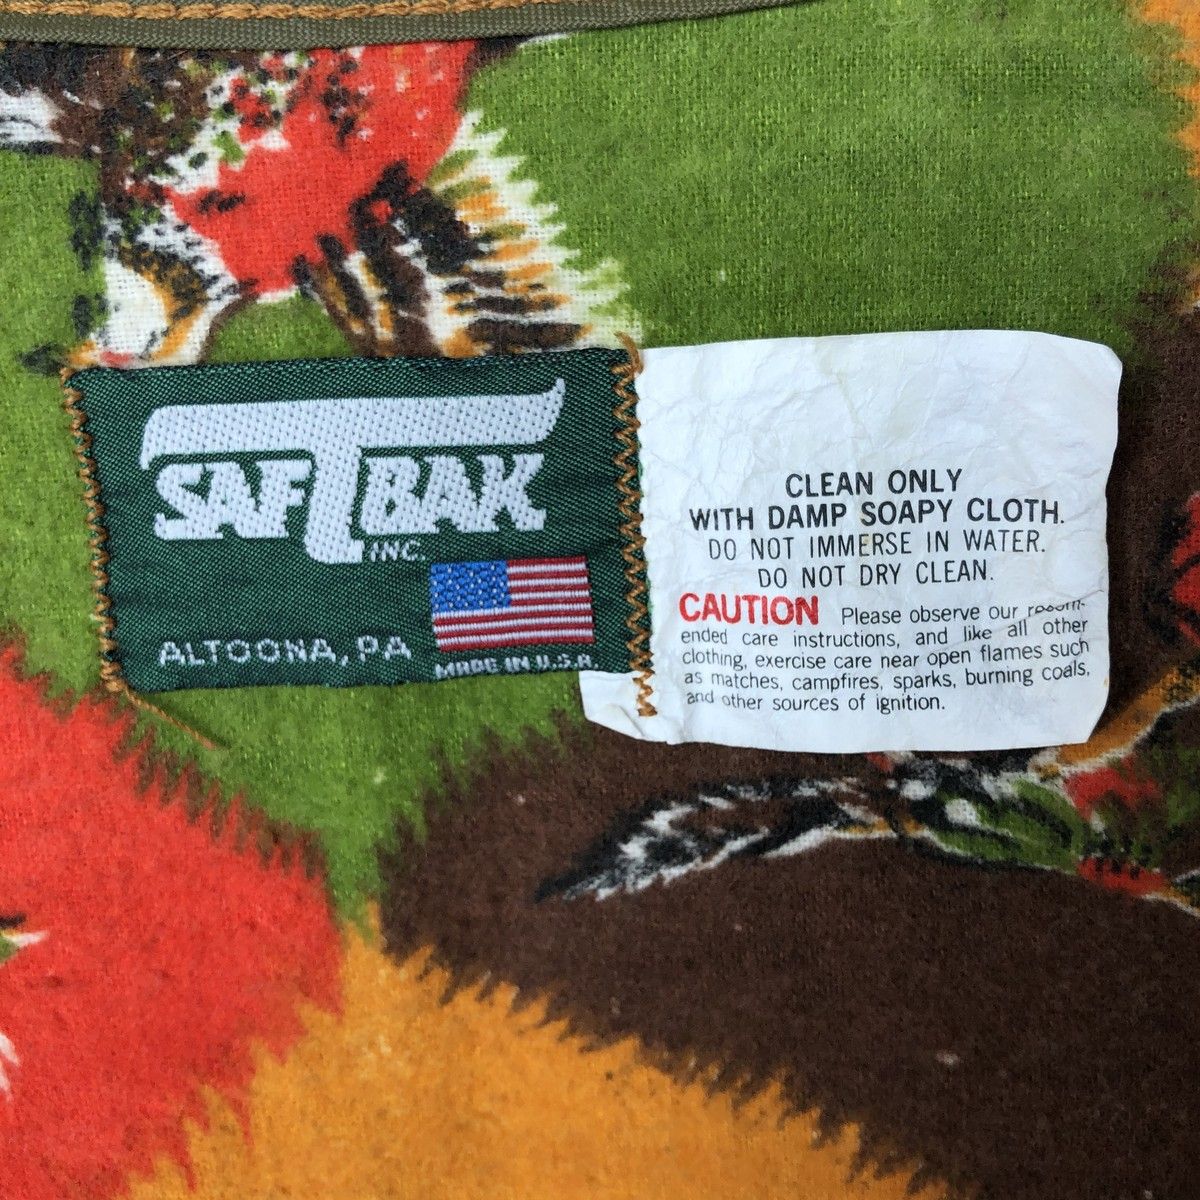 SAFTBAK
INC.
ALTOONA, PA
MADE IN U.S.A.
CLEAN ONLY
WITH DAMP SOAPY CLOTH.
DO NOT IMMERSE IN WATER.
DO NOT DRY CLEAN.
CAUTION Please observe our recom-
ended care instructions, and like all other
clothing, exercise care near open flames such
as matches, campfires, sparks, burning coals,
and other sources of ignition.